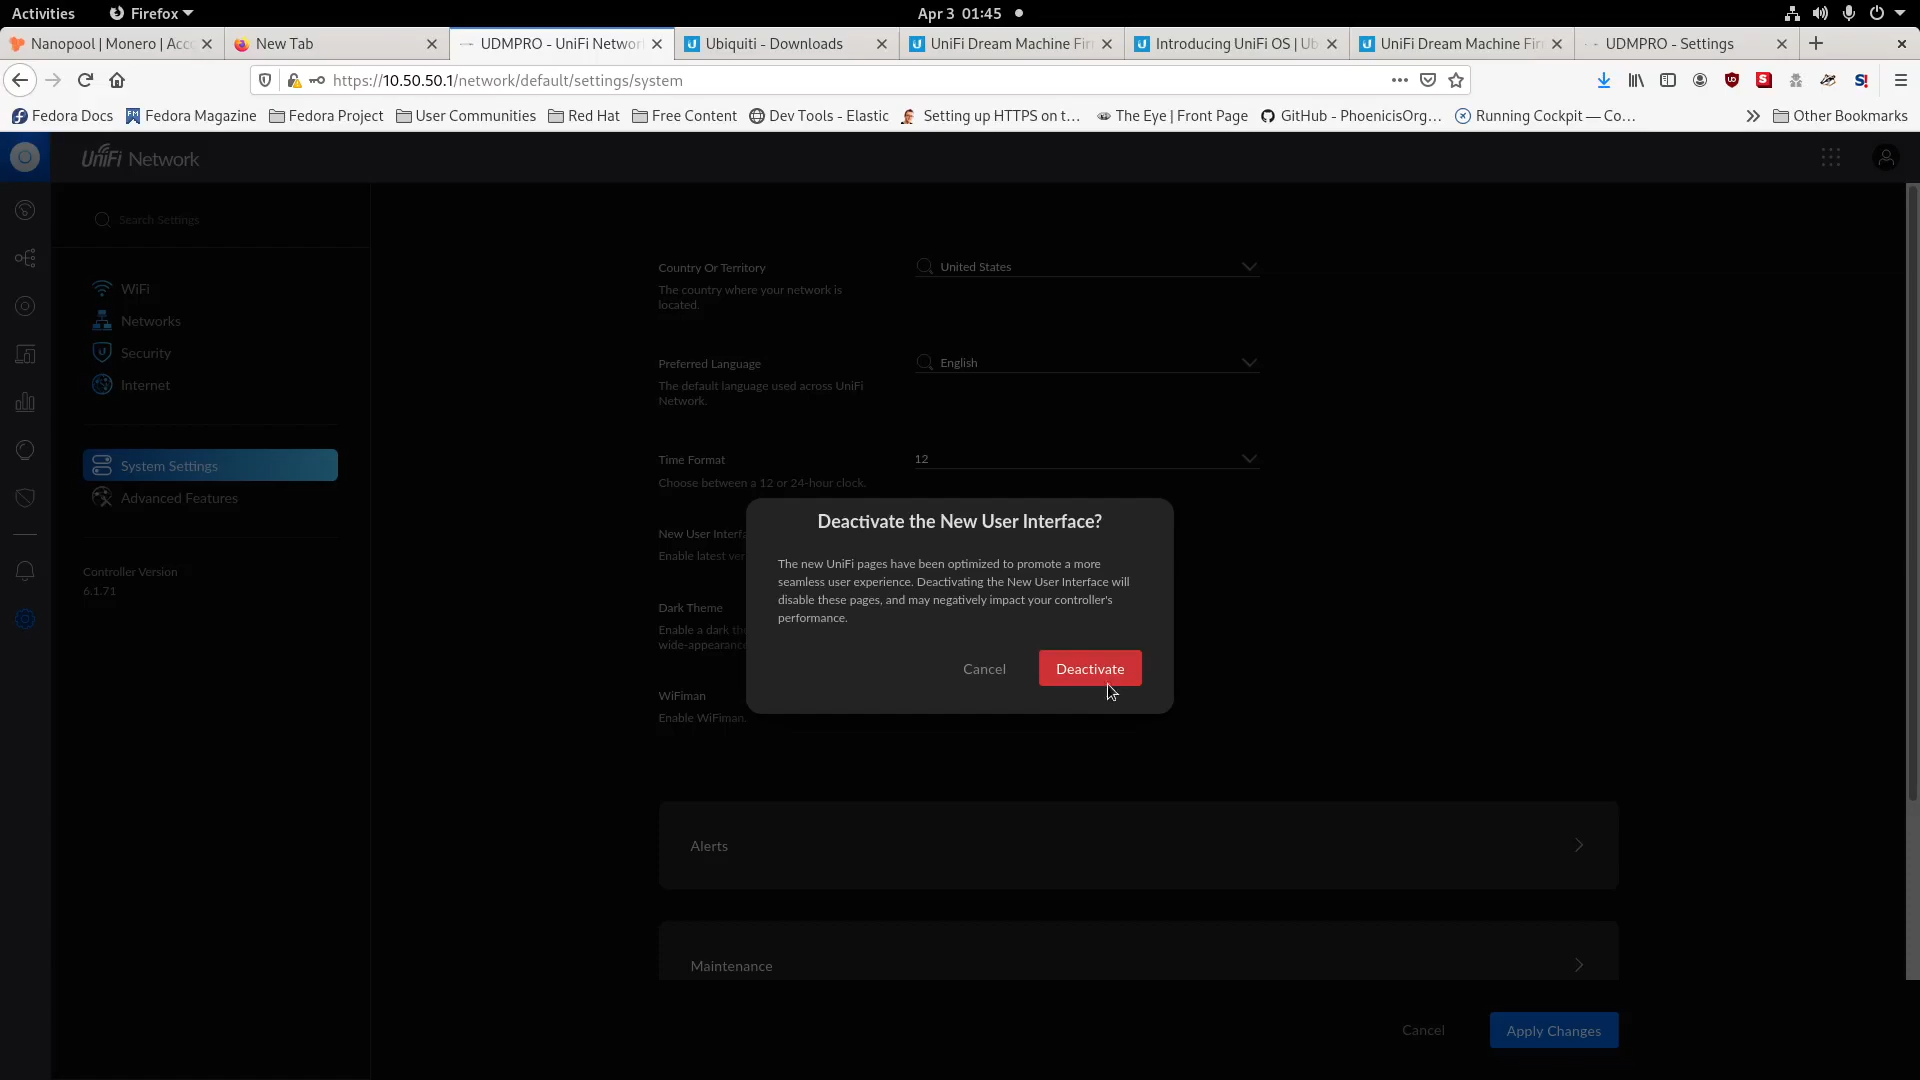 Activities
Firefox
Apr 3 01:45
Nanopool | Monero | Acc
New Tab
UDMPRO - UniFi Networ
Ubiquiti - Downloads
UniFi Dream Machine Fir
Introducing UniFi OS | Ub
UniFi Dream Machine Fir
UDMPRO - Settings
https://10.50.50.1/network/default/settings/system
Fedora Docs
Fedora Magazine
Fedora Project
User Communities
Red Hat
Free Content
Dev Tools - Elastic
Setting up HTTPS on t…
The Eye | Front Page
GitHub - PhoenicisOrg…
Running Cockpit — Co…
Other Bookmarks
UniFi Network
Search Settings
WiFi
Networks
Security
Internet
System Settings
Advanced Features
Controller Version
6.1.71
Country Or Territory
The country where your network is
located.
United States
Preferred Language
The default language used across UniFi
Network.
English
Time Format
Choose between a 12 or 24-hour clock.
12
New User Interfa
Enable latest ver
Dark Theme
Enable a dark the
wide-appearance
WiFiman
Enable WiFiman.
Deactivate the New User Interface?
The new UniFi pages have been optimized to promote a more
seamless user experience. Deactivating the New User Interface will
disable these pages, and may negatively impact your controller's
performance.
Cancel
Deactivate
Alerts
Maintenance
Cancel
Apply Changes